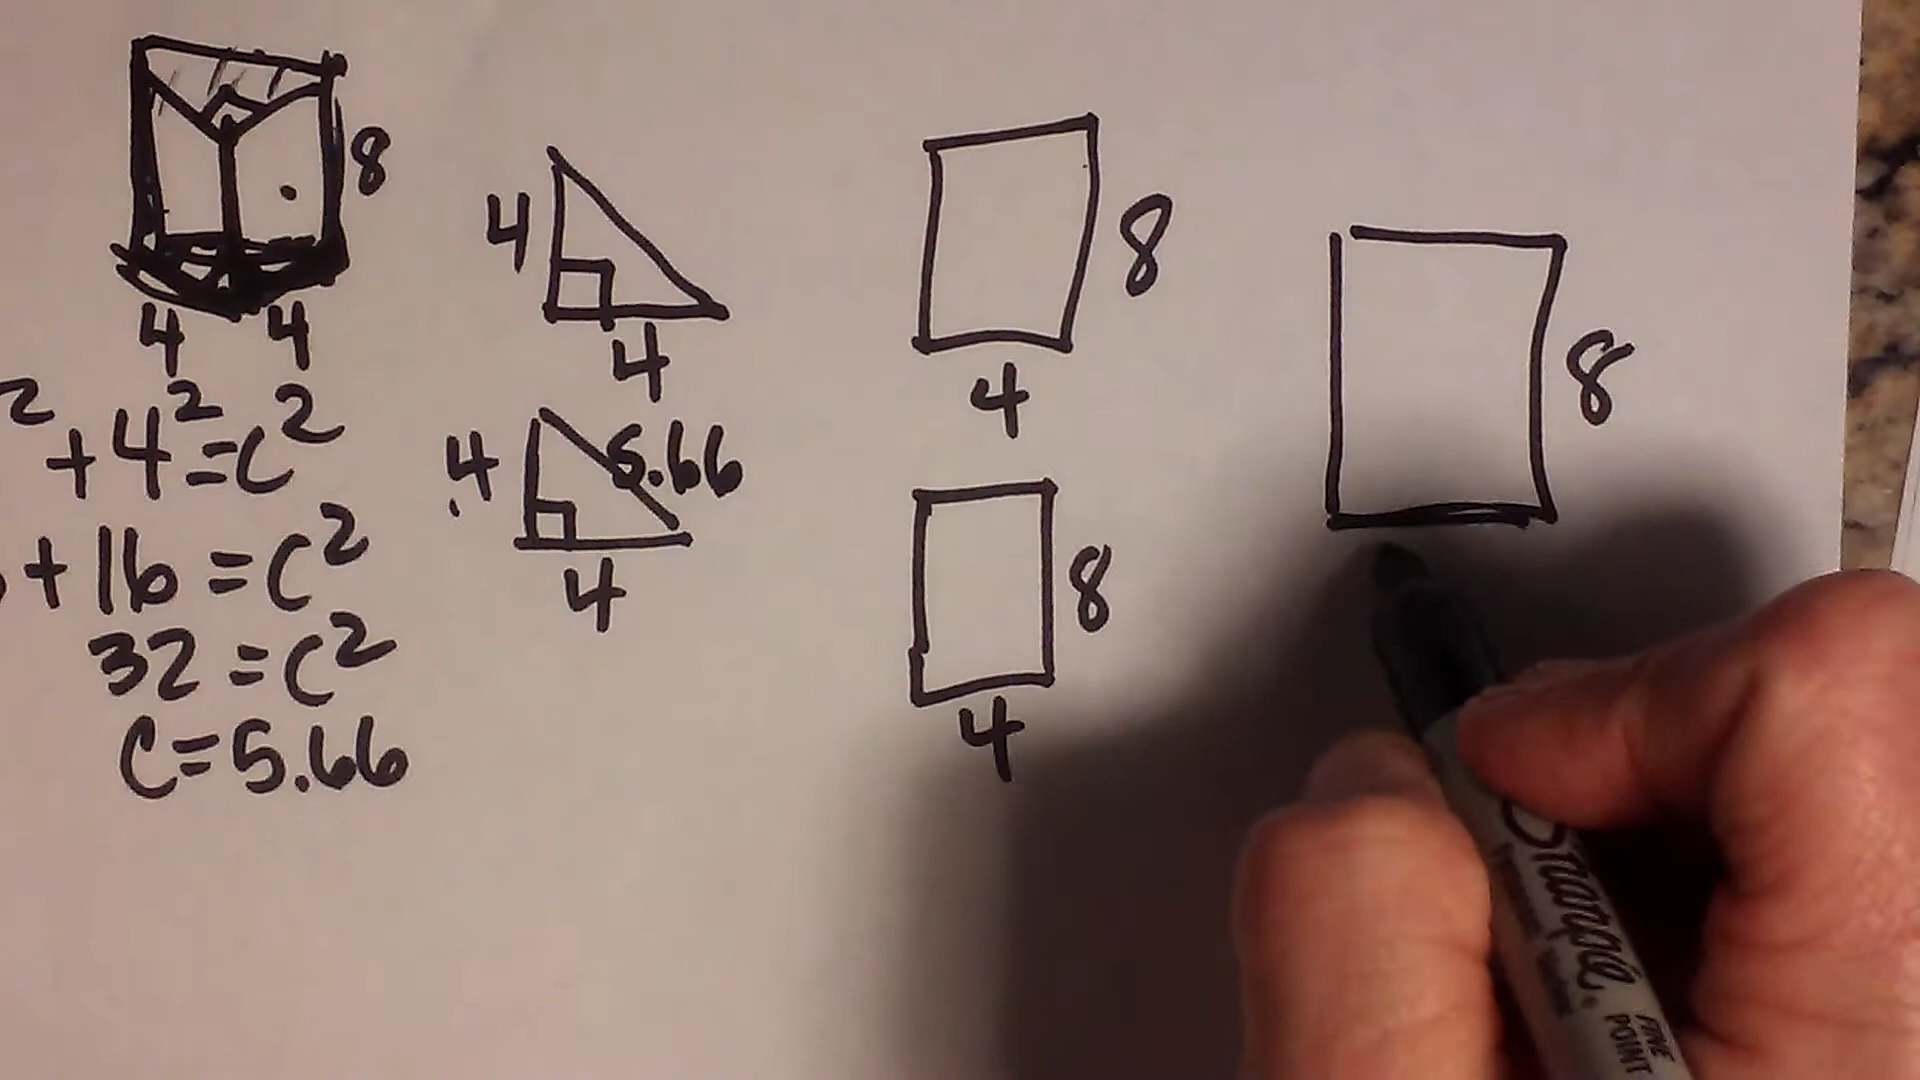 8
4 4
2 + 4² = C²
+ 16 = C²
32 = C²
C = 5.66
4
4
4 5.66
4
8
4
8
4
8
Sharpie
FINE
POINT